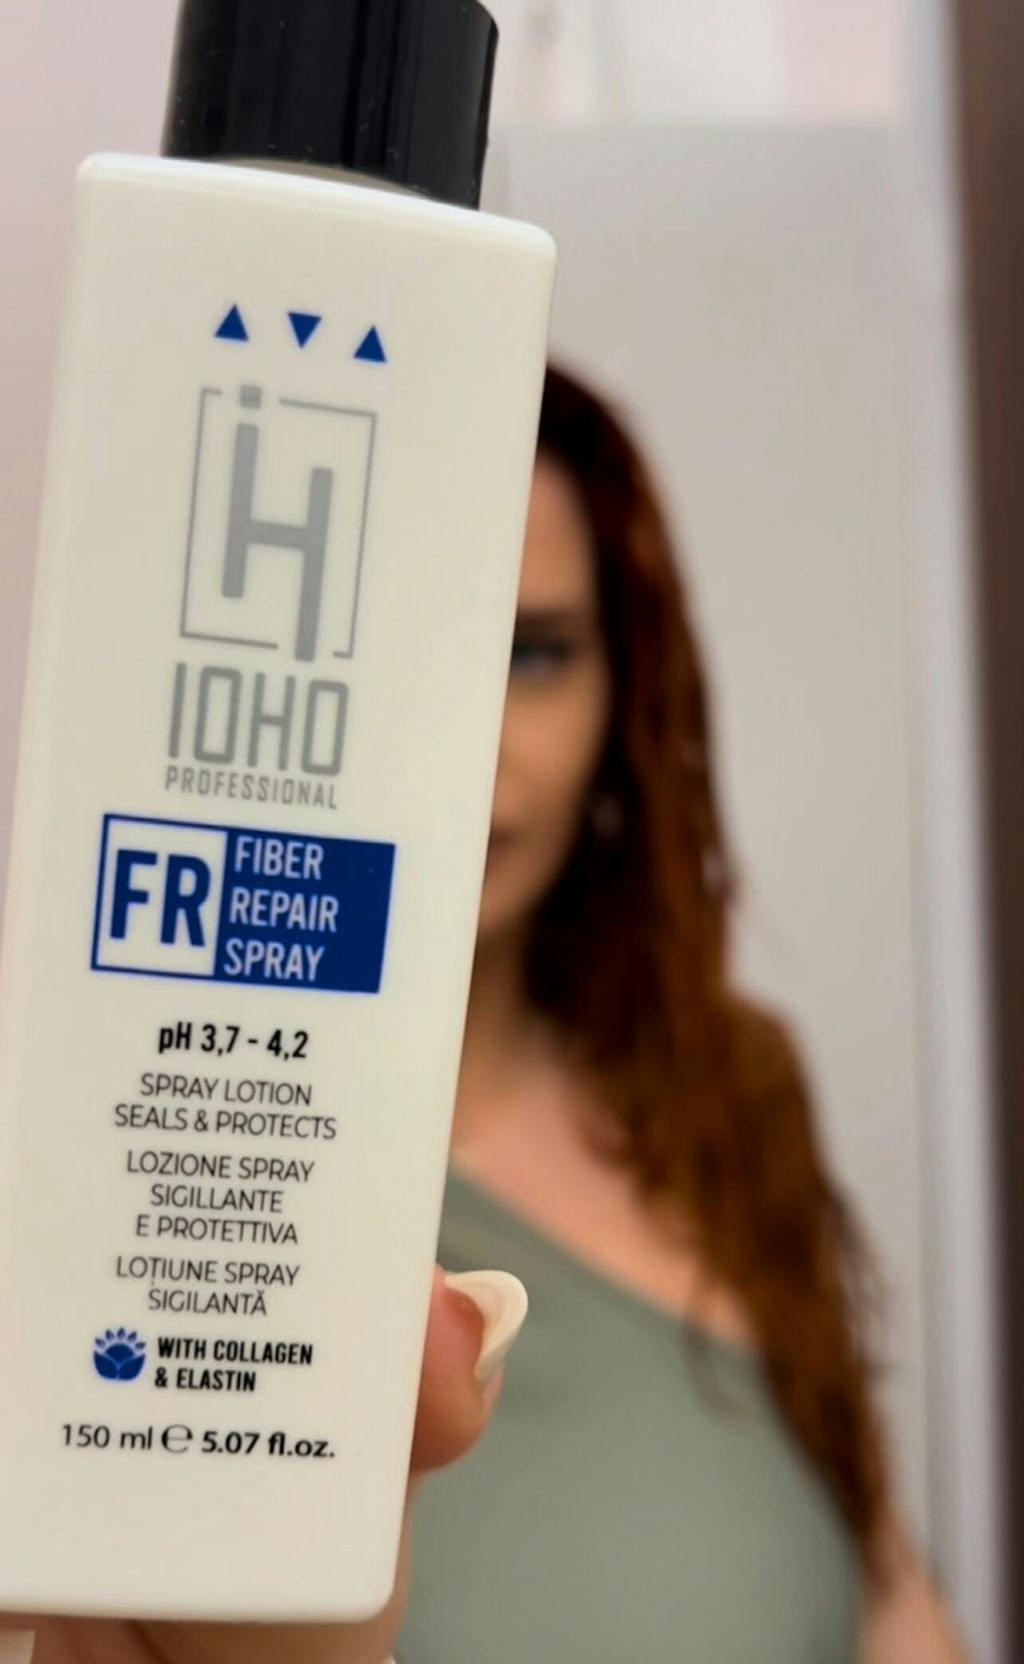 iH
IOHO
PROFESSIONAL
FR
FIBER
REPAIR
SPRAY
pH 3,7 - 4,2
SPRAY LOTION
SEALS & PROTECTS
LOZIONE SPRAY
SIGILLANTE
E PROTETTIVA
LOȚIUNE SPRAY
SIGILANTĂ
WITH COLLAGEN
& ELASTIN
150 ml ℮ 5.07 fl.oz.